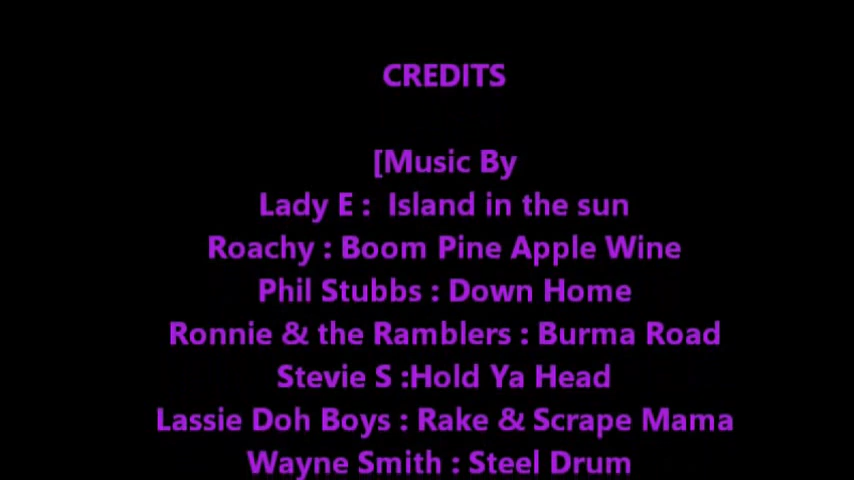 CREDITS
[Music By
Lady E :  Island in the sun
Roachy : Boom Pine Apple Wine
Phil Stubbs : Down Home
Ronnie & the Ramblers : Burma Road
Stevie S :Hold Ya Head
Lassie Doh Boys : Rake & Scrape Mama
Wayne Smith : Steel Drum